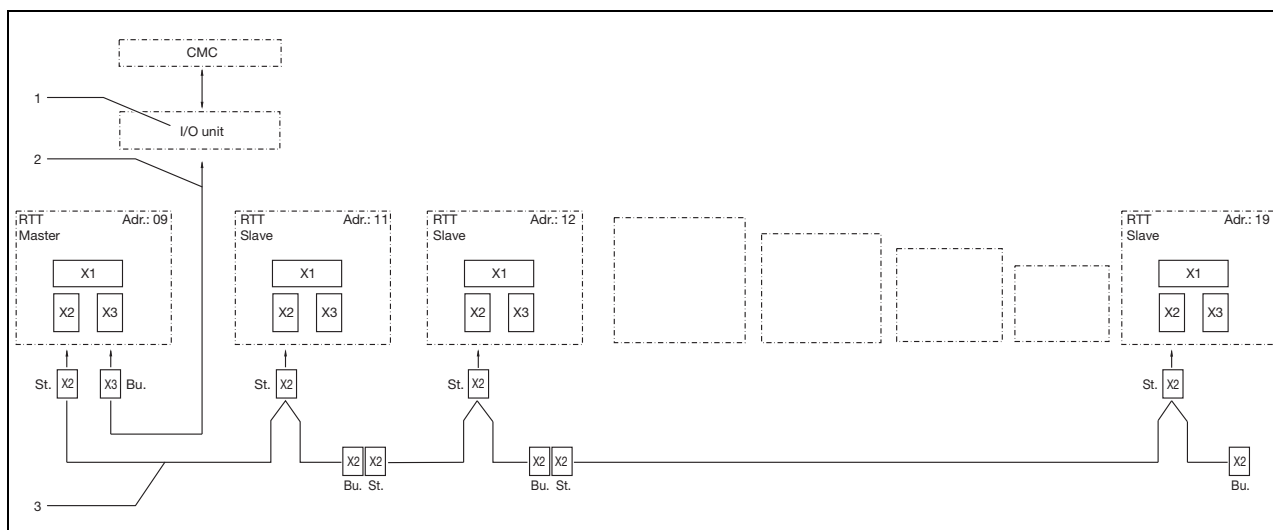 CMC
1
I/O unit
2
RTT Adr.: 09
Master
X1
X2 X3
RTT Adr.: 11
Slave
X1
X2 X3
RTT Adr.: 12
Slave
X1
X2 X3
RTT Adr.: 19
Slave
X1
X2 X3
St. X2 X3 Bu.
St. X2
St. X2
St. X2
X2 X2
Bu. St.
X2 X2
Bu. St.
X2
Bu.
3